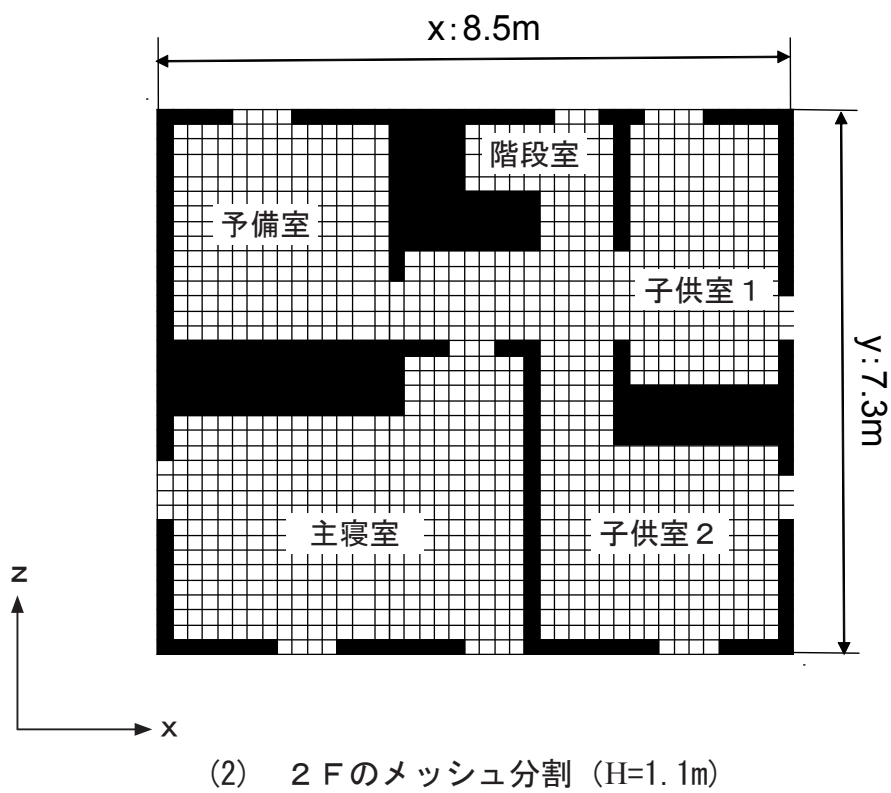 x:8.5m
階段室
予備室
子供室１
y:7.3m
主寝室
子供室２
z
x
(2) ２Ｆのメッシュ分割（H=1.1m）